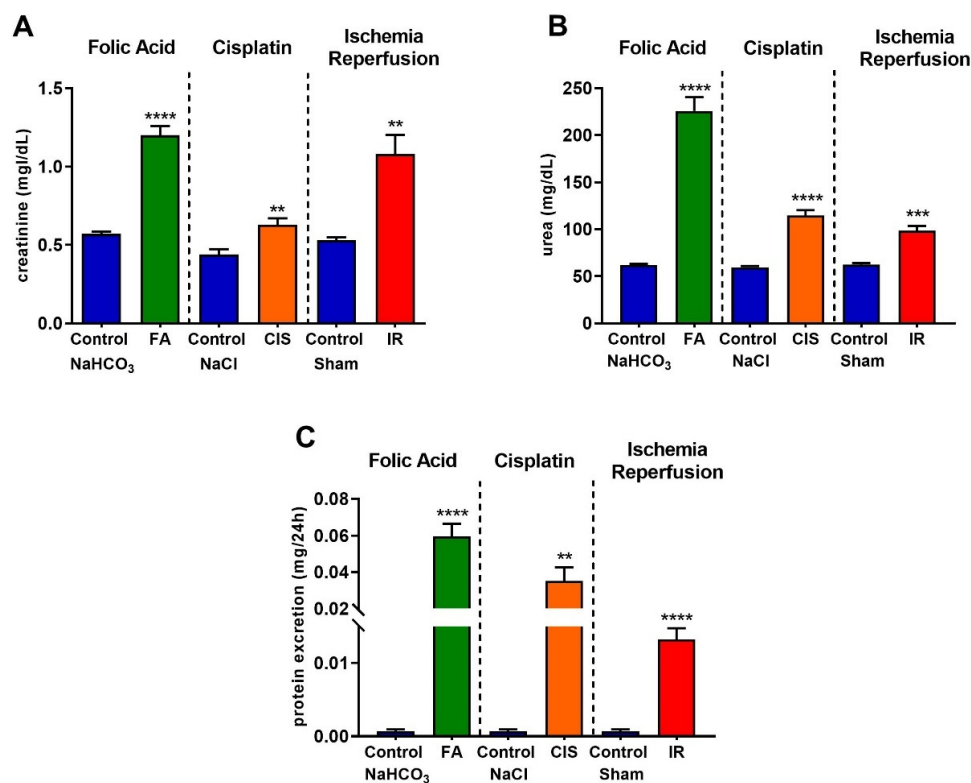 A
Folic Acid Cisplatin Ischemia
Reperfusion
creatinine (mgl/dL)
1.5
1.0
0.5
0.0
****
**
**
Control FA Control CIS Control IR
NaHCO₃ NaCl Sham
B
Folic Acid Cisplatin Ischemia
Reperfusion
urea (mg/dL)
250
200
150
100
50
0
****
****
***
Control FA Control CIS Control IR
NaHCO₃ NaCl Sham
C
Folic Acid Cisplatin Ischemia
Reperfusion
protein excretion (mg/24h)
0.08
0.06
0.04
0.02
0.01
0.00
****
**
****
Control FA Control CIS Control IR
NaHCO₃ NaCl Sham